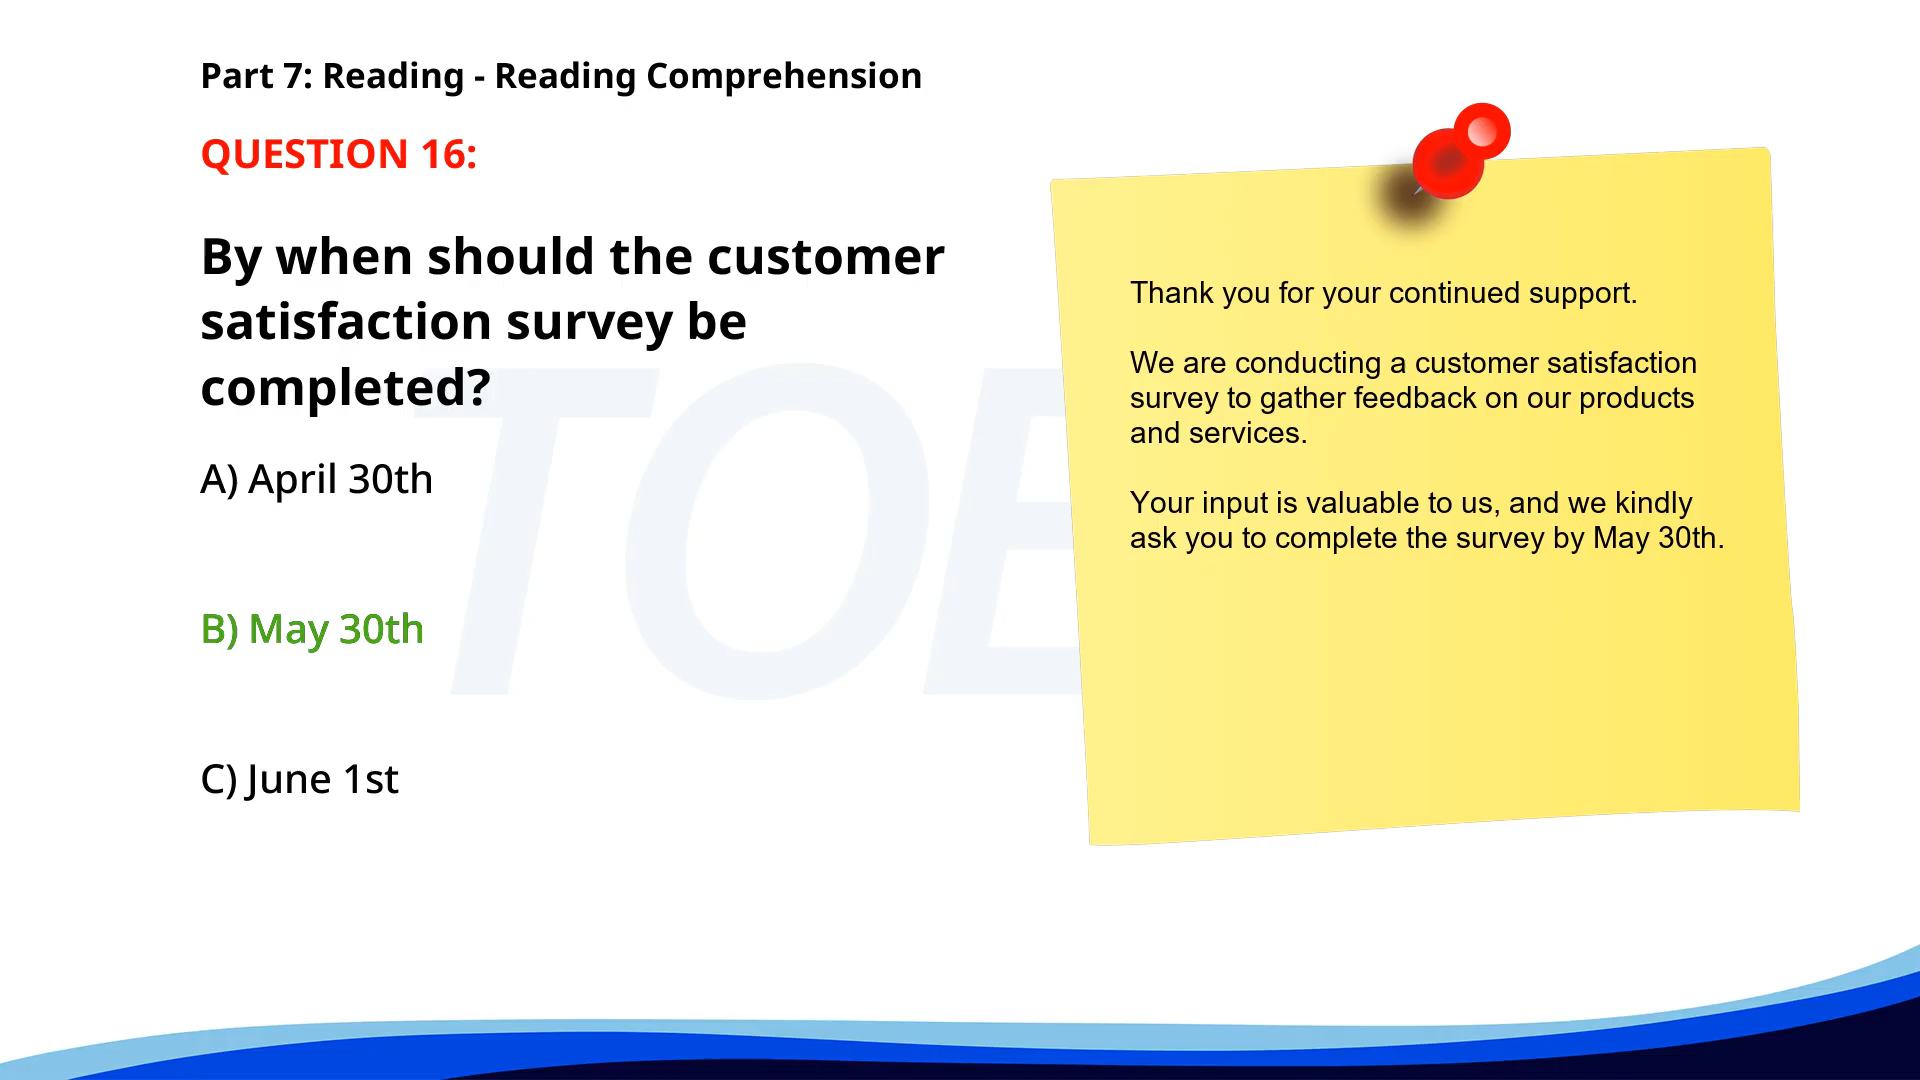 Part 7: Reading - Reading Comprehension
QUESTION 16:
By when should the customer
satisfaction survey be
completed?
A) April 30th
B) May 30th
C) June 1st
Thank you for your continued support.
We are conducting a customer satisfaction
survey to gather feedback on our products
and services.
Your input is valuable to us, and we kindly
ask you to complete the survey by May 30th.